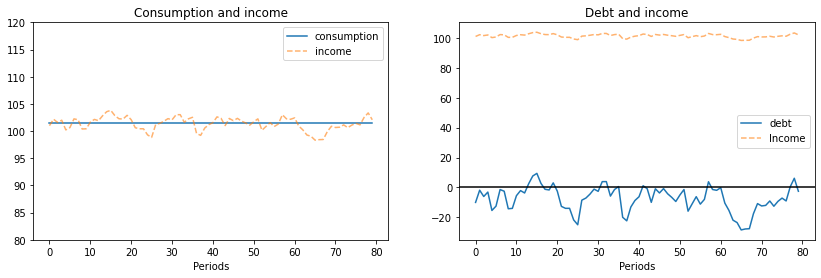 Consumption and income
120
115
110
105
100
95
90
85
80
0 10 20 30 40 50 60 70 80
Periods
consumption
income
Debt and income
100
80
60
40
20
0
−20
0 10 20 30 40 50 60 70 80
Periods
debt
Income